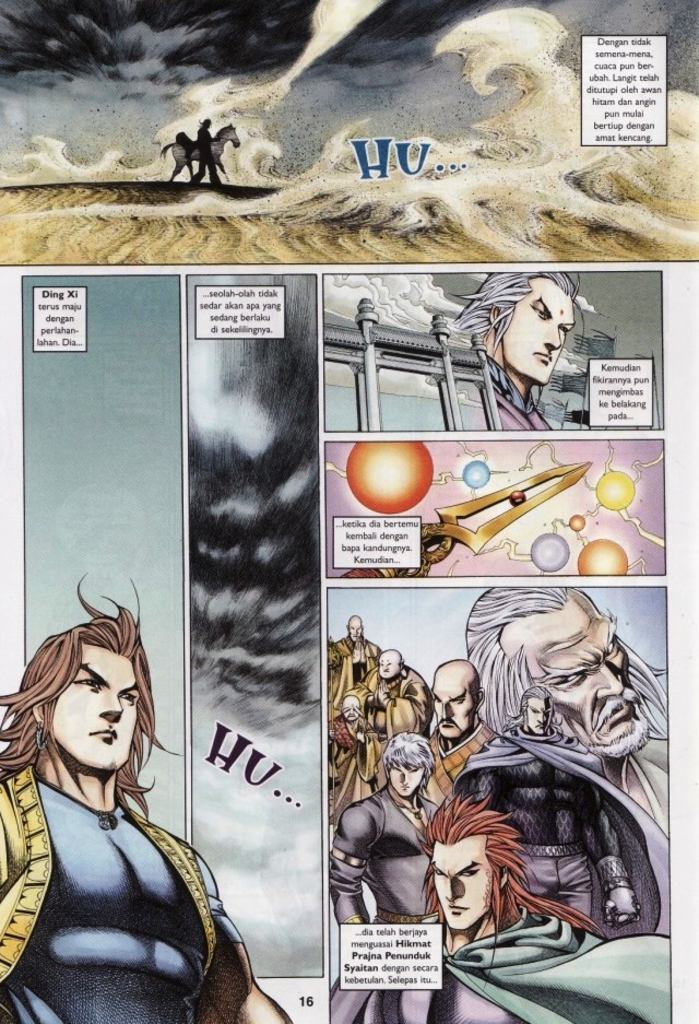 Dengan tidak
semena-mena,
cuaca pun ber-
ubah. Langit telah
ditutupi oleh awan
hitam dan angin
pun mulai
bertiup dengan
amat kencang.
HU...
Ding Xi
terus maju
dengan
perlahan-
lahan. Dia...
...seolah-olah tidak
sedar akan apa yang
sedang berlaku
di sekelilingnya.
HU...
Kemudian
fikirannya pun
mengimbas
ke belakang
pada...
...ketika dia bertemu
kembali dengan
bapa kandungnya.
Kemudian...
...dia telah berjaya
menguasai Hikmat
Prajna Penunduk
Syaitan dengan secara
kebetulan. Selepas itu...
16